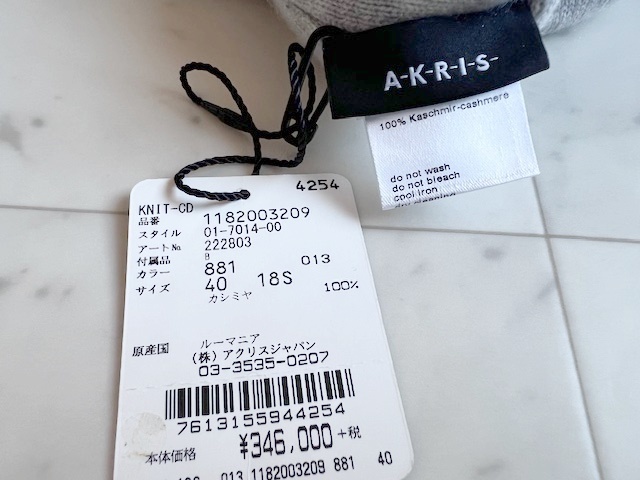 A-K-R-I-S-
100% Kaschmir-cashmere
do not wash
do not bleach
cool iron
dry cleaning
4254
KNIT-CD
品番 1182003209
スタイル 01-7014-00
アートNo 222803
付属品 B
カラー 881 013
サイズ 40 18S
カシミヤ 100%
原産国 ルーマニア
(株)アクリスジャパン
03-3535-0207
7613155944254
本体価格 ¥346,000+税
013 1182003209 881 40